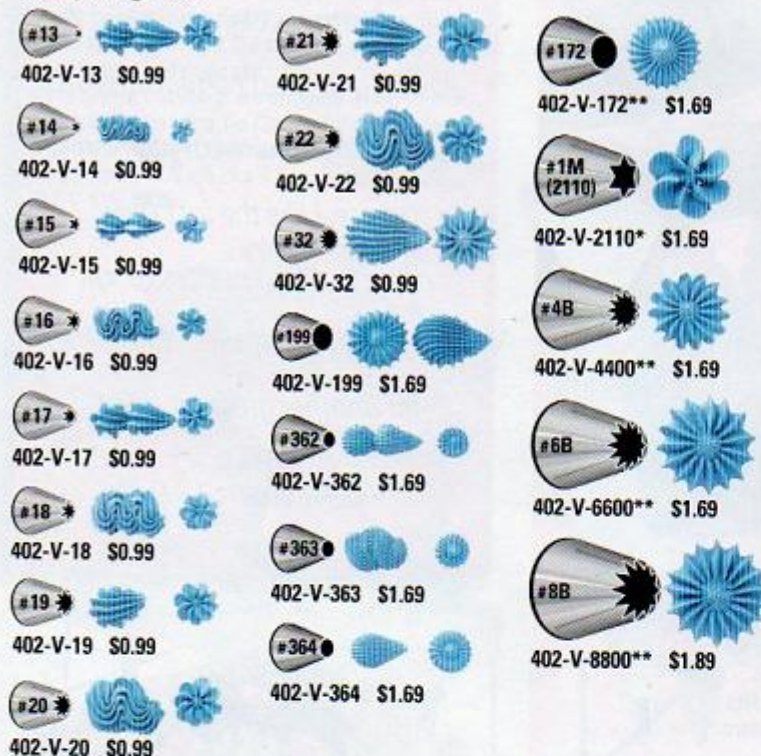 #13
402-V-13 $0.99
#14
402-V-14 $0.99
#15
402-V-15 $0.99
#16
402-V-16 $0.99
#17
402-V-17 $0.99
#18
402-V-18 $0.99
#19
402-V-19 $0.99
#20
402-V-20 $0.99
#21
402-V-21 $0.99
#22
402-V-22 $0.99
#32
402-V-32 $0.99
#199
402-V-199 $1.69
#362
402-V-362 $1.69
#363
402-V-363 $1.69
#364
402-V-364 $1.69
#172
402-V-172** $1.69
#1M
(2110)
402-V-2110* $1.69
#4B
402-V-4400** $1.69
#6B
402-V-6600** $1.69
#8B
402-V-8800** $1.89